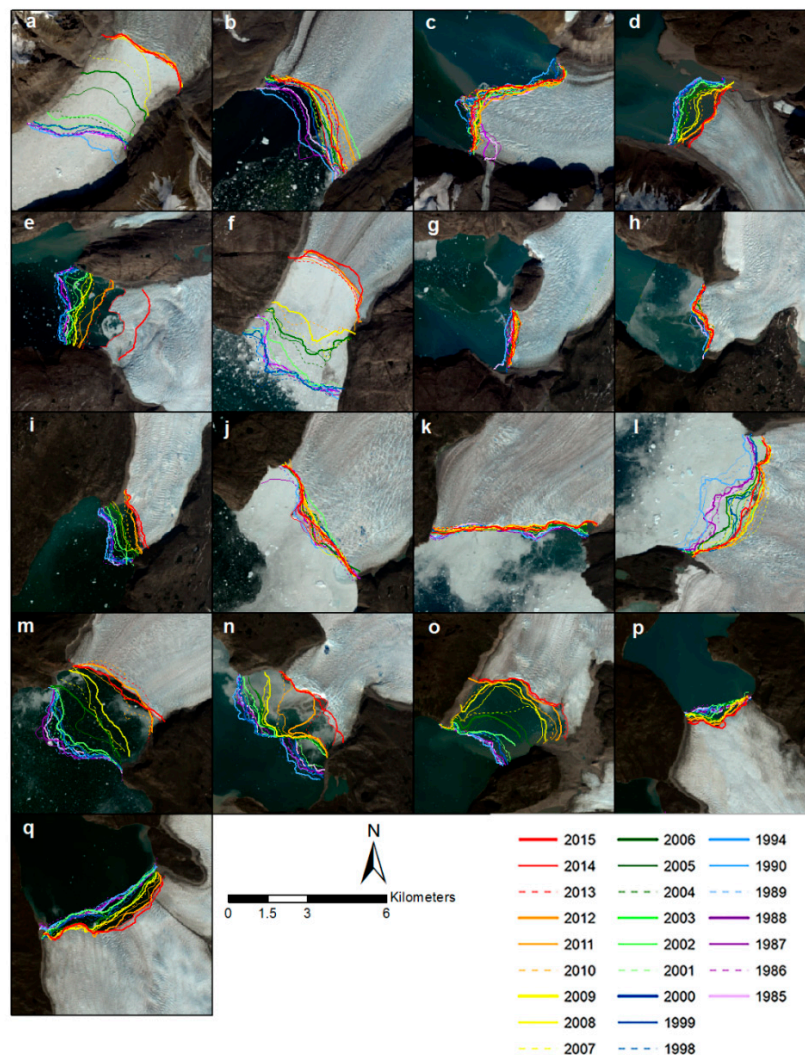 a b c d
e f g h
i j k l
m n o p
q
N
Kilometers
0 1.5 3 6
2015 2006 1994
2014 2005 1990
2013 2004 1989
2012 2003 1988
2011 2002 1987
2010 2001 1986
2009 2000 1985
2008 1999
2007 1998